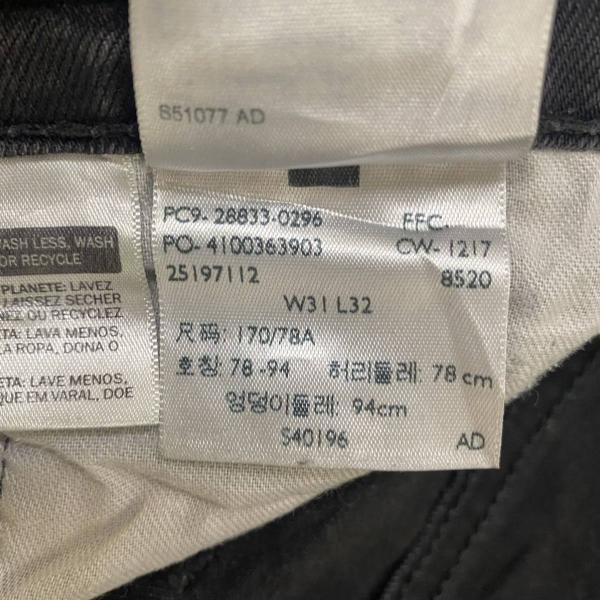 S51077 AD
PC9-28833-0296 FFC-
PO-4100363903 CW-1217
25197112 8520
W31 L32
尺码: 170/78A
호칭: 78-94 허리둘레: 78 cm
엉덩이둘레: 94cm
S40196 AD
WASH LESS, WASH
OR RECYCLE
PLANETE: LAVEZ
LAISSEZ SECHER
NEZ OU RECYCLEZ
ETA: LAVA MENOS,
LA ROPA, DONA O
ETA: LAVE MENOS,
QUE EM VARAL, DOE